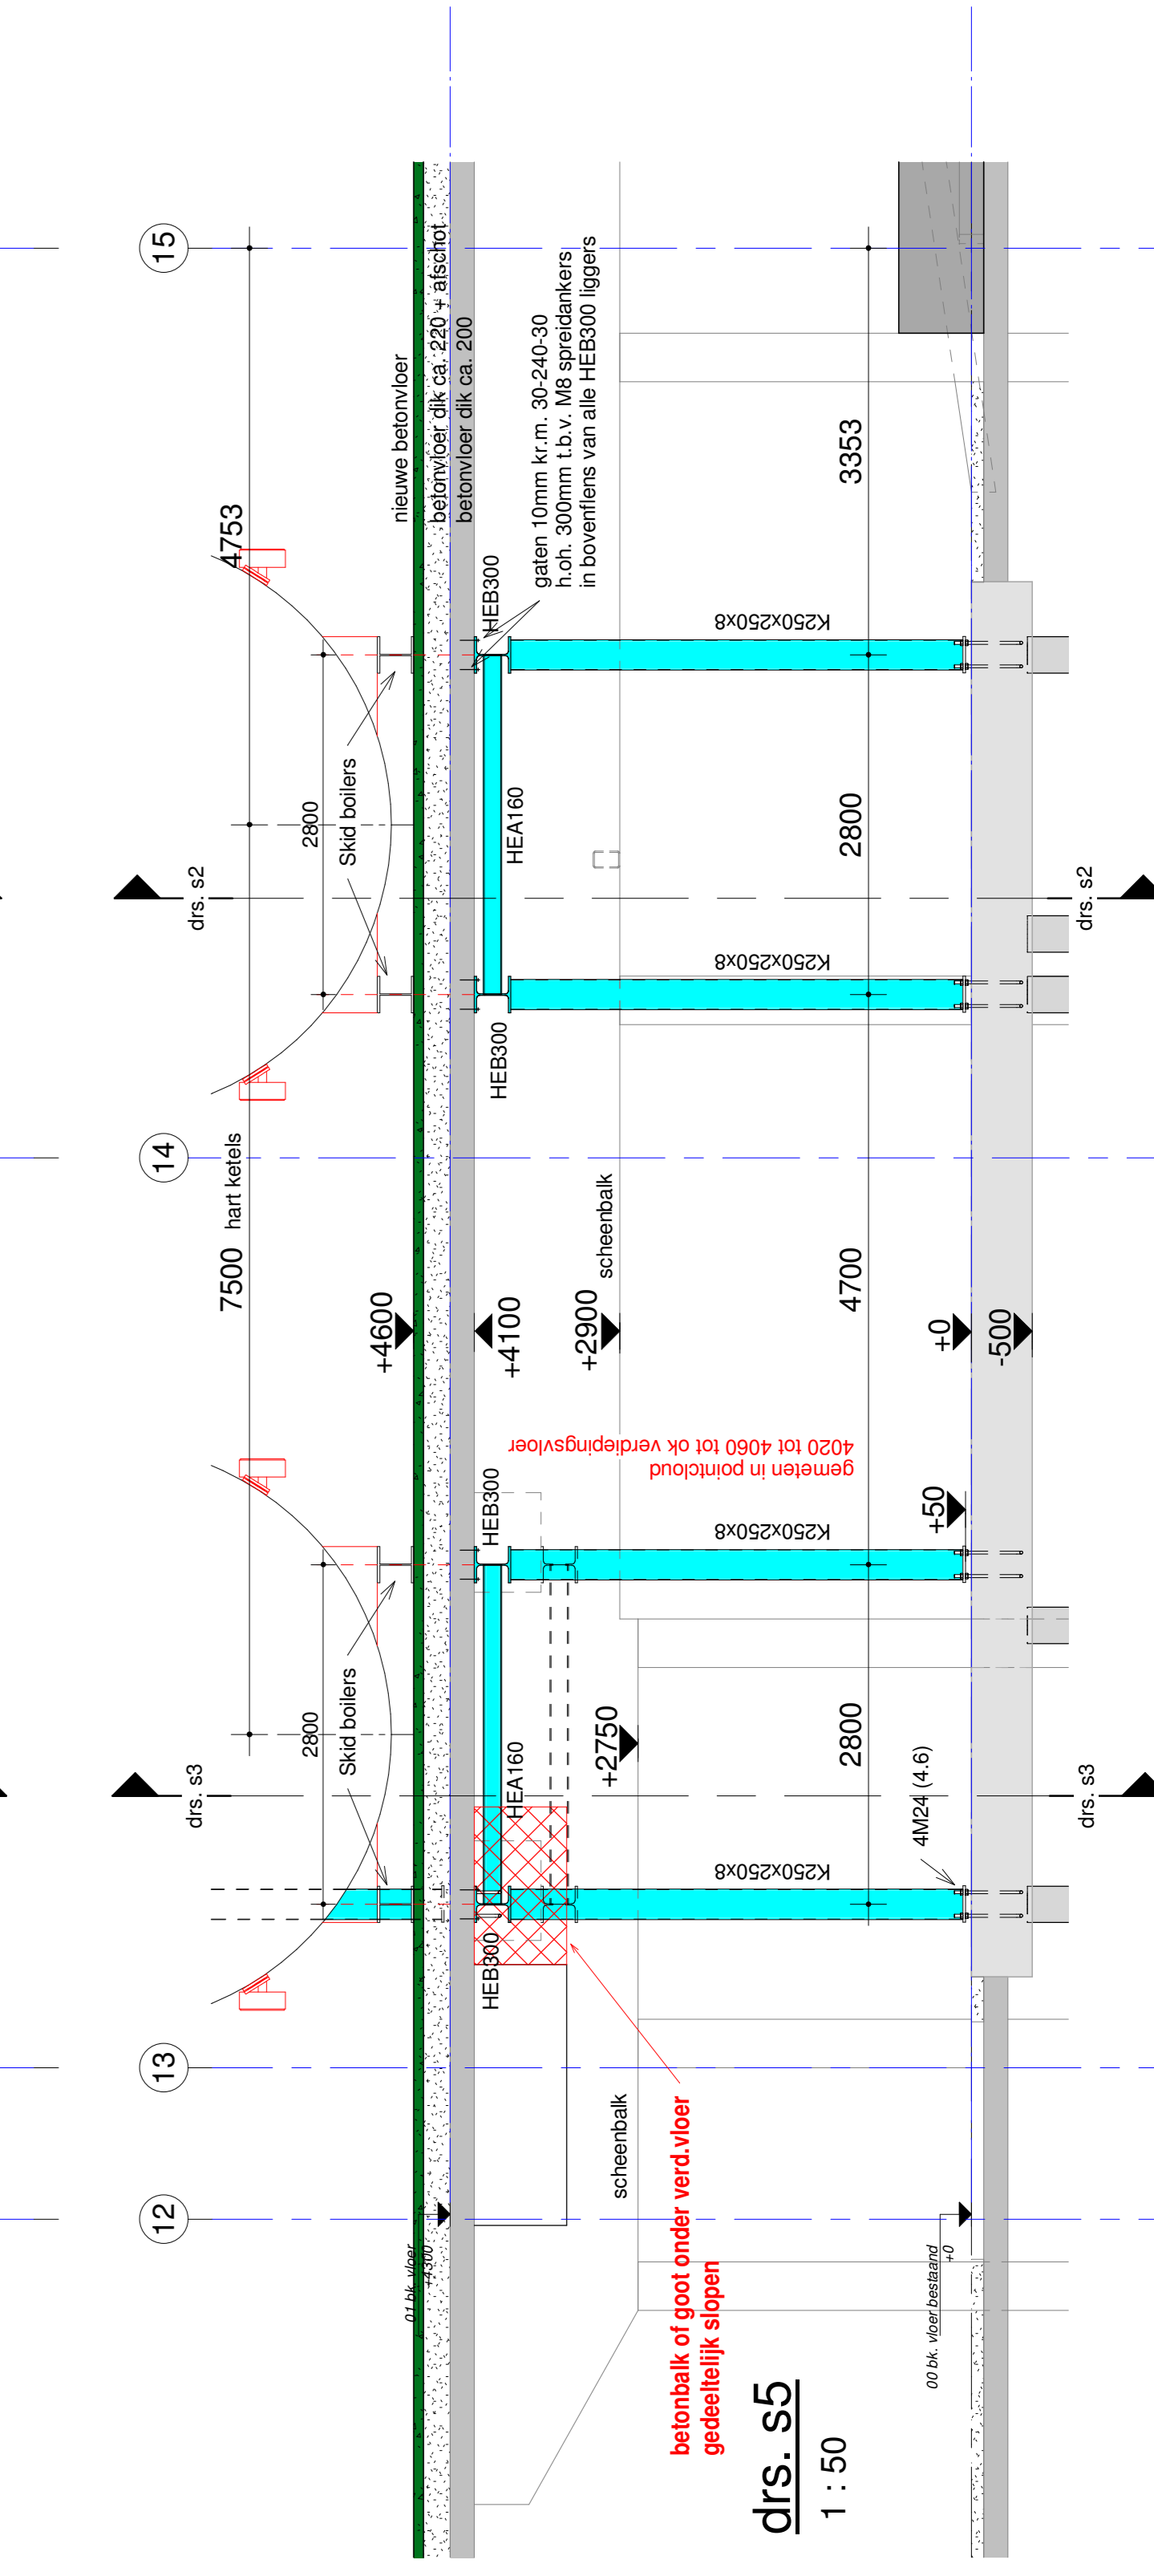 12
13
14
15
7500 hart ketels
4753
drs. s3
drs. s2
2800
2800
Skid boilers
Skid boilers
nieuwe betonvloer
betonvloer dik ca. 220 + afschot
betonvloer dik ca. 200
01 bk. vloer
+4300
+4600
+4100
HEB300
HEA160
HEB300
HEB300
HEA160
HEB300
gaten 10mm kr.m. 30-240-30
h.oh. 300mm t.b.v. M8 spreidankers
in bovenflens van alle HEB300 liggers
+2750
+2900
scheenbalk
scheenbalk
gemeten in pointcloud
4020 tot 4060 tot ok verdiepingsvloer
betonbalk of goot onder verd.vloer
gedeeltelijk slopen
K250x250x8
K250x250x8
K250x250x8
K250x250x8
2800
4700
2800
3353
4M24 (4.6)
+50
+0
-500
00 bk. vloer bestaand
+0
drs. s3
drs. s2
drs. s5
1 : 50